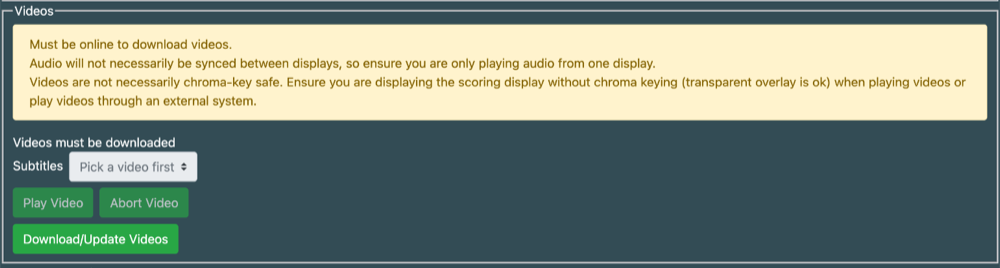 Videos
Must be online to download videos.
Audio will not necessarily be synced between displays, so ensure you are only playing audio from one display.
Videos are not necessarily chroma-key safe. Ensure you are displaying the scoring display without chroma keying (transparent overlay is ok) when playing videos or
play videos through an external system.
Videos must be downloaded
Subtitles Pick a video first
Play Video Abort Video
Download/Update Videos